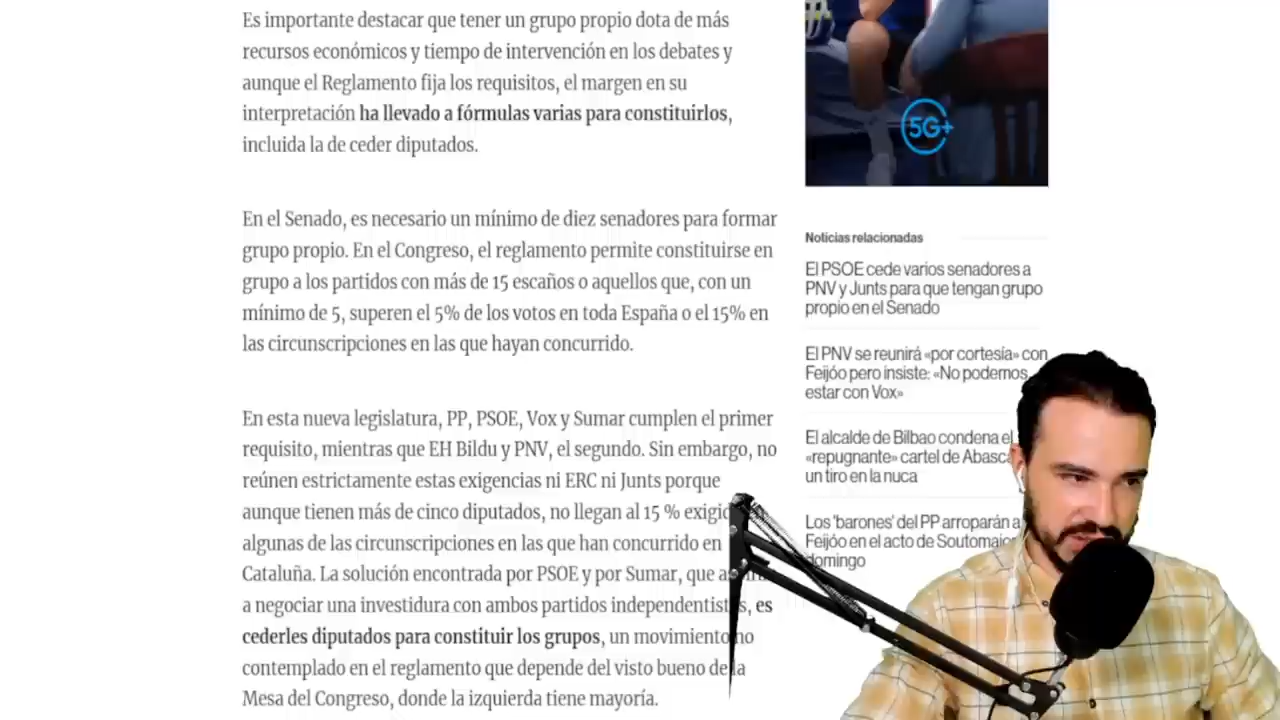 Es importante destacar que tener un grupo propio dota de más
recursos económicos y tiempo de intervención en los debates y
aunque el Reglamento fija los requisitos, el margen en su
interpretación ha llevado a fórmulas varias para constituirlos,
incluida la de ceder diputados.
En el Senado, es necesario un mínimo de diez senadores para formar
grupo propio. En el Congreso, el reglamento permite constituirse en
grupo a los partidos con más de 15 escaños o aquellos que, con un
mínimo de 5, superen el 5% de los votos en toda España o el 15% en
las circunscripciones en las que hayan concurrido.
En esta nueva legislatura, PP, PSOE, Vox y Sumar cumplen el primer
requisito, mientras que EH Bildu y PNV, el segundo. Sin embargo, no
reúnen estrictamente estas exigencias ni ERC ni Junts porque
aunque tienen más de cinco diputados, no llegan al 15 %
algunas de las circunscripciones en las que han concurrido en
Cataluña. La solución encontrada por PSOE y por Sumar, que
a negociar una investidura con ambos partidos independentistas, es
cederles diputados para constituir los grupos, un movimiento no
contemplado en el reglamento que depende del visto bueno de la
Mesa del Congreso, donde la izquierda tiene mayoría.
5G+
Noticias relacionadas
El PSOE cede varios senadores a
PNV y Junts para que tengan grupo
propio en el Senado
El PNV se reunirá «por cortesía» con
Feijóo pero insiste: «No podemos
estar con Vox»
El alcalde de Bilbao condena el
«repugnante» cartel de
un tiro en la nuca
Los 'barones' del PP arroparán a
Feijóo en el acto de
domingo